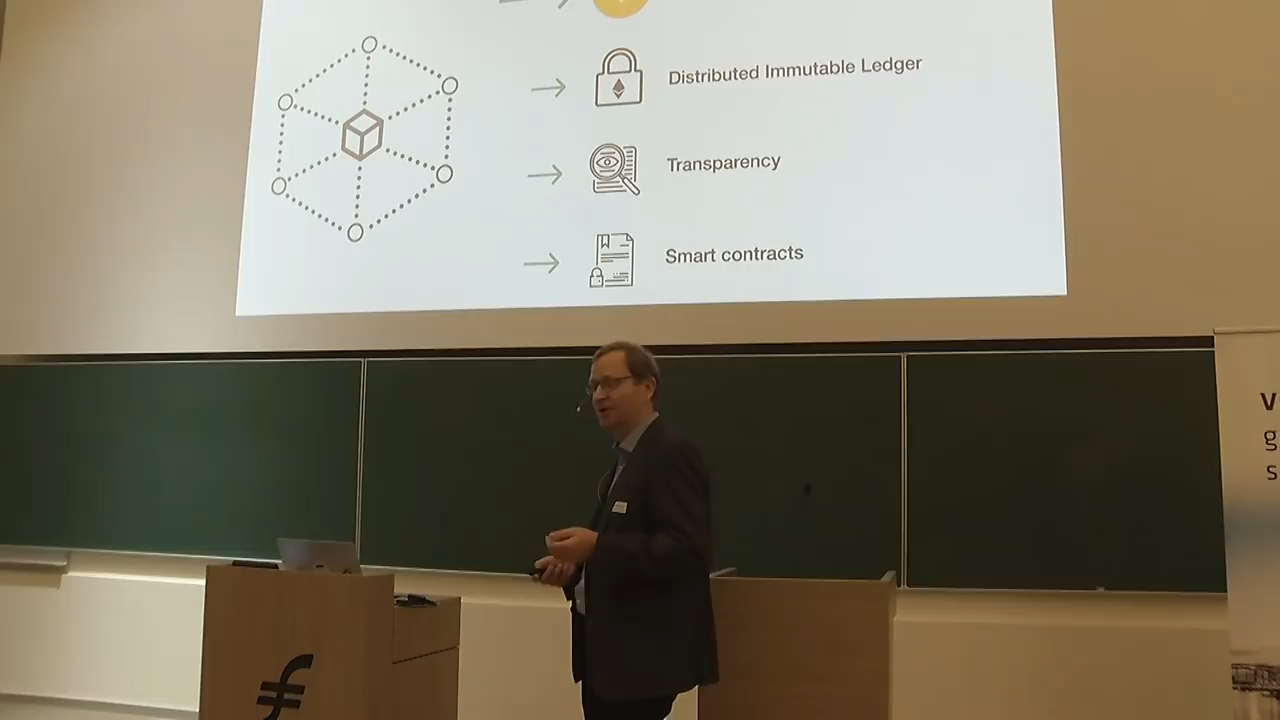 Distributed Immutable Ledger
Transparency
Smart contracts
V
g
s